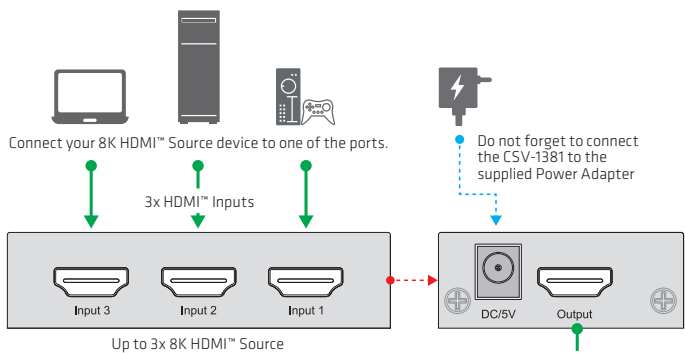 Connect your 8K HDMI™ Source device to one of the ports.
Do not forget to connect
the CSV-1381 to the
supplied Power Adapter
3x HDMI™ Inputs
Input 3
Input 2
Input 1
DC/5V
Output
Up to 3x 8K HDMI™ Source